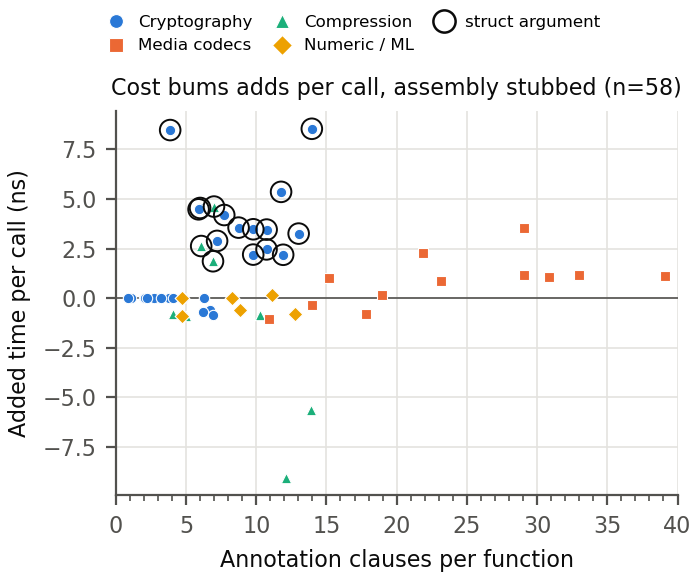 Cryptography
Compression
struct argument
Media codecs
Numeric / ML
Cost bums adds per call, assembly stubbed (n=58)
Added time per call (ns)
7.5
5.0
2.5
0.0
−2.5
−5.0
−7.5
0 5 10 15 20 25 30 35 40
Annotation clauses per function